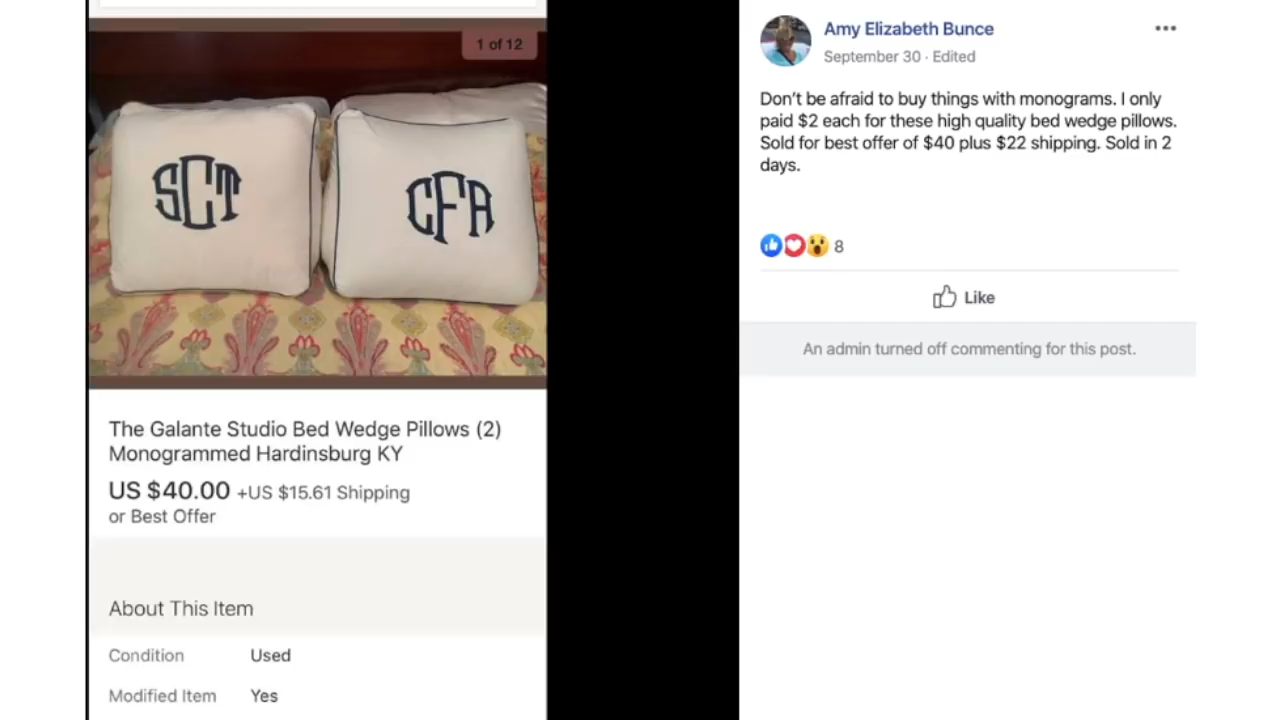 1 of 12
SCT
CFA
The Galante Studio Bed Wedge Pillows (2)
Monogrammed Hardinsburg KY
US $40.00 +US $15.61 Shipping
or Best Offer
About This Item
Condition Used
Modified Item Yes
Amy Elizabeth Bunce
September 30 · Edited
Don't be afraid to buy things with monograms. I only
paid $2 each for these high quality bed wedge pillows.
Sold for best offer of $40 plus $22 shipping. Sold in 2
days.
8
Like
An admin turned off commenting for this post.